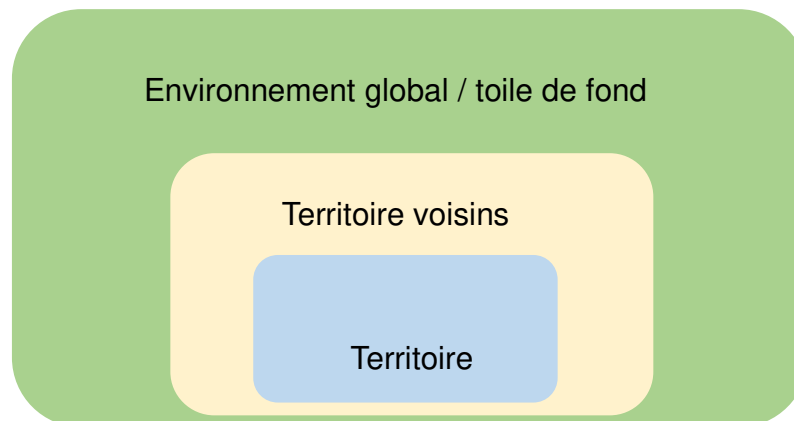 Environnement global / toile de fond
Territoire voisins
Territoire